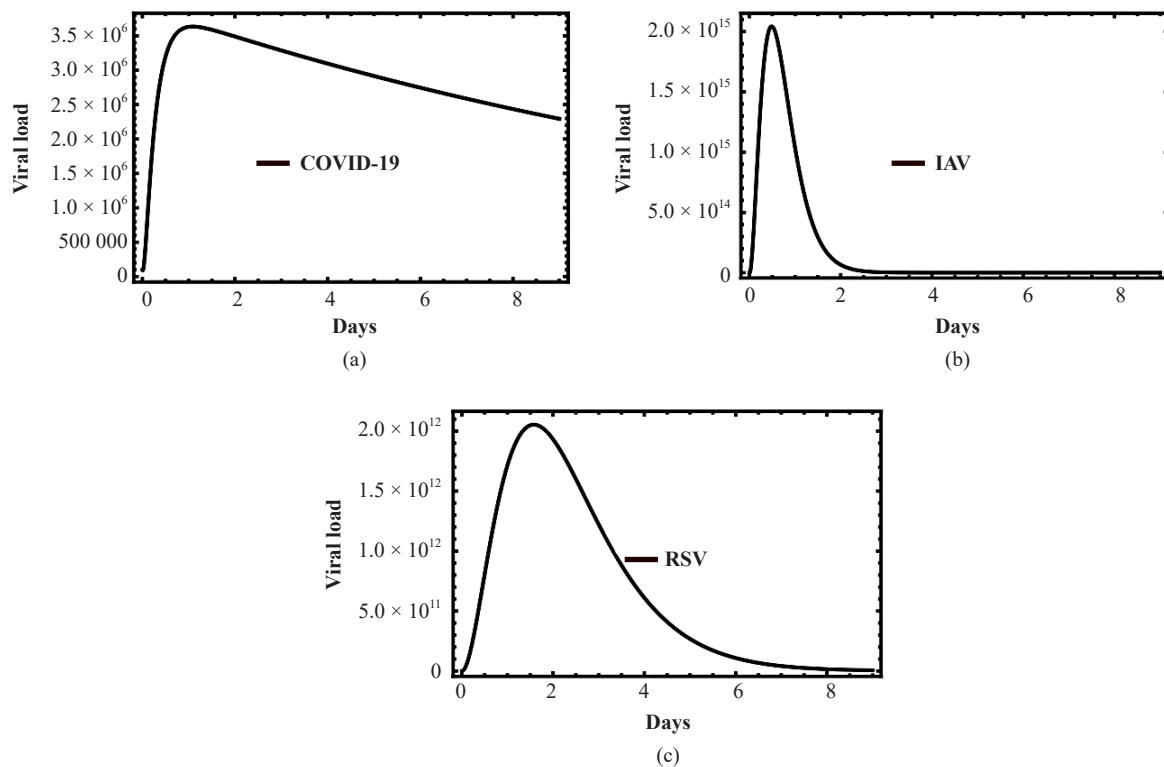 3.5 × 10⁶
3.0 × 10⁶
2.5 × 10⁶
2.0 × 10⁶
1.5 × 10⁶
1.0 × 10⁶
500 000
0
Viral load
COVID-19
0 2 4 6 8
Days
(a)
2.0 × 10¹⁵
1.5 × 10¹⁵
1.0 × 10¹⁵
5.0 × 10¹⁴
0
Viral load
IAV
0 2 4 6 8
Days
(b)
2.0 × 10¹²
1.5 × 10¹²
1.0 × 10¹²
5.0 × 10¹¹
0
Viral load
RSV
0 2 4 6 8
Days
(c)